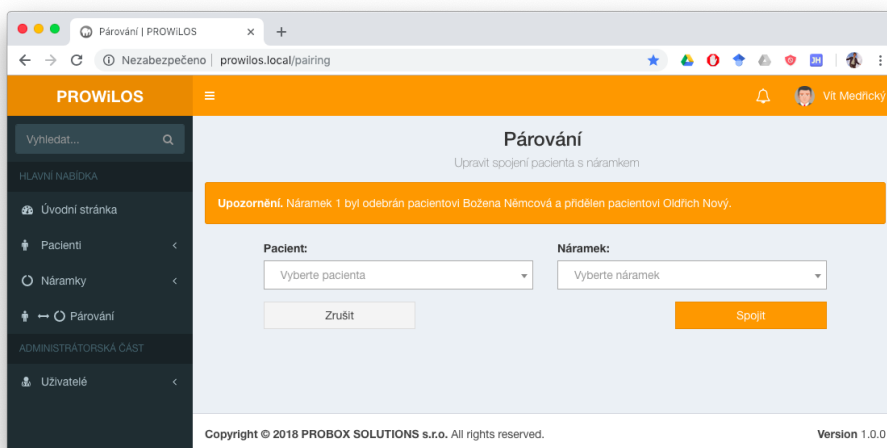 Párování | PROWiLOS
Nezabezpečeno | prowilos.local/pairing
JH
PROWiLOS
Vít Medřický
Vyhledat...
HLAVNÍ NABÍDKA
Úvodní stránka
Pacienti
Náramky
Párování
ADMINISTRÁTORSKÁ ČÁST
Uživatelé
Párování
Upravit spojení pacienta s náramkem
Upozornění. Náramek 1 byl odebrán pacientovi Božena Němcová a přidělen pacientovi Oldřich Nový.
Pacient: Náramek:
Vyberte pacienta Vyberte náramek
Zrušit Spojit
Copyright © 2018 PROBOX SOLUTIONS s.r.o. All rights reserved. Version 1.0.0